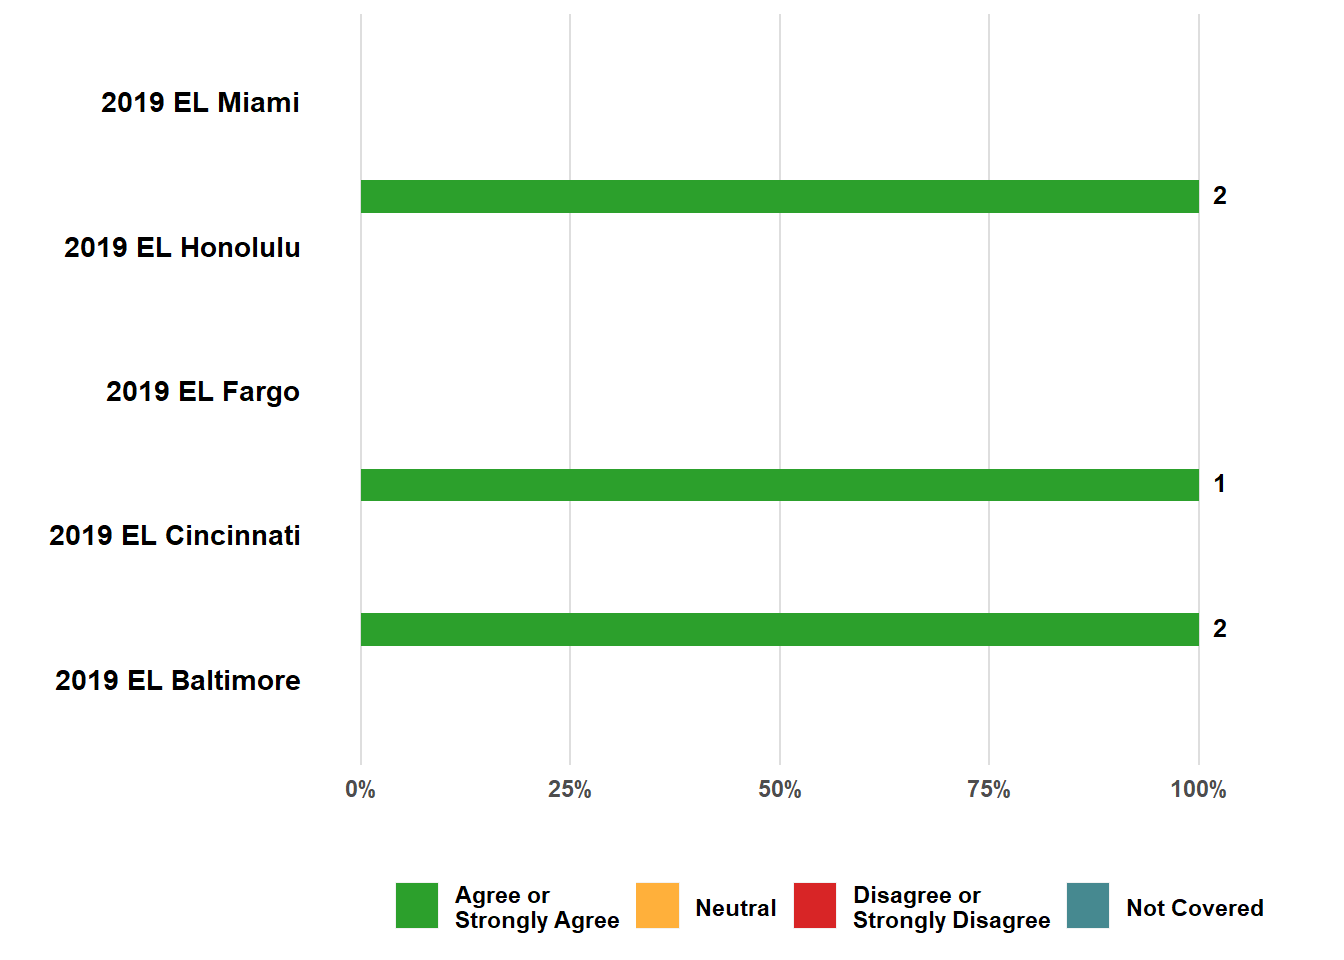 2019 EL Miami
2
2019 EL Honolulu
2019 EL Fargo
1
2019 EL Cincinnati
2
2019 EL Baltimore
0% 25% 50% 75% 100%
Agree or
Strongly Agree
Neutral
Disagree or
Strongly Disagree
Not Covered